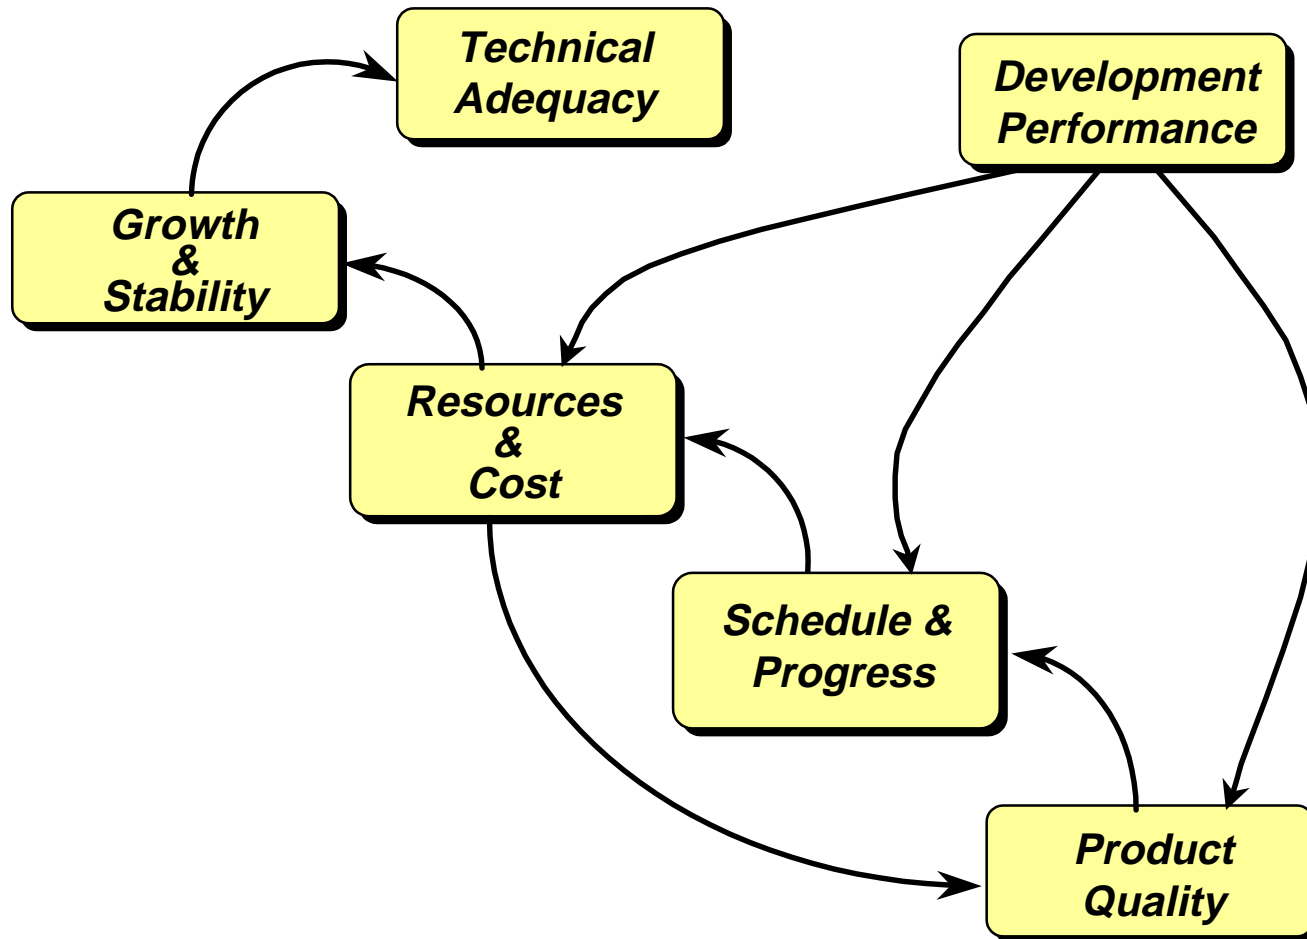 Technical
Adequacy
Development
Performance
Growth
&
Stability
Resources
&
Cost
Schedule &
Progress
Product
Quality